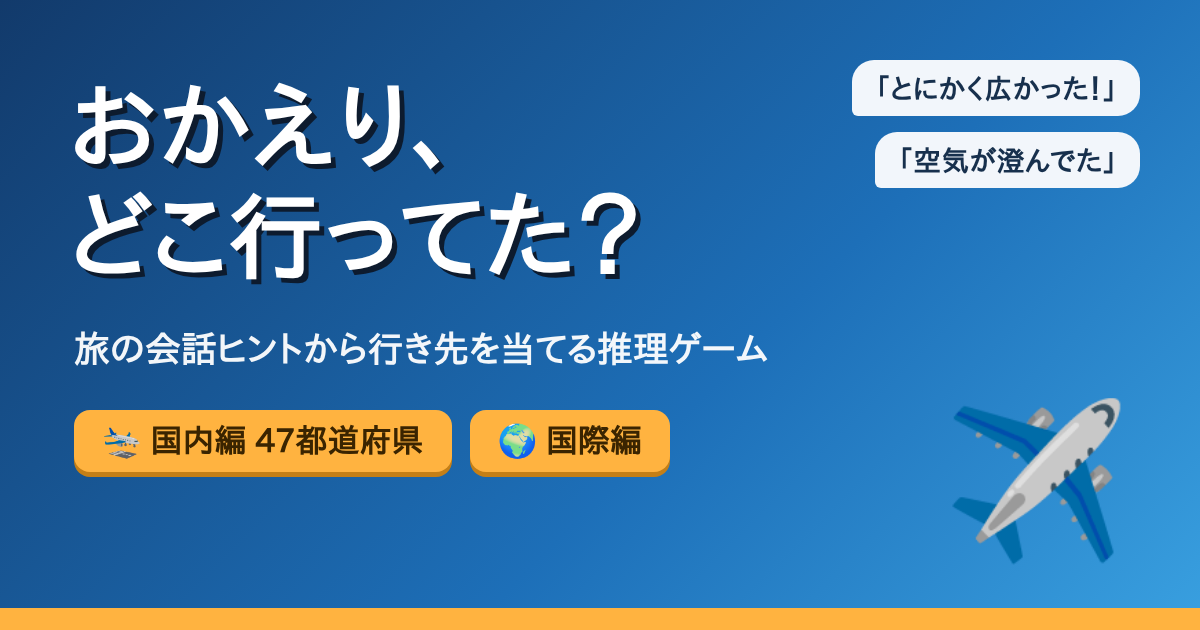 おかえり、
どこ行ってた？
「とにかく広かった！」
「空気が澄んでた」
旅の会話ヒントから行き先を当てる推理ゲーム
国内編 47都道府県
国際編